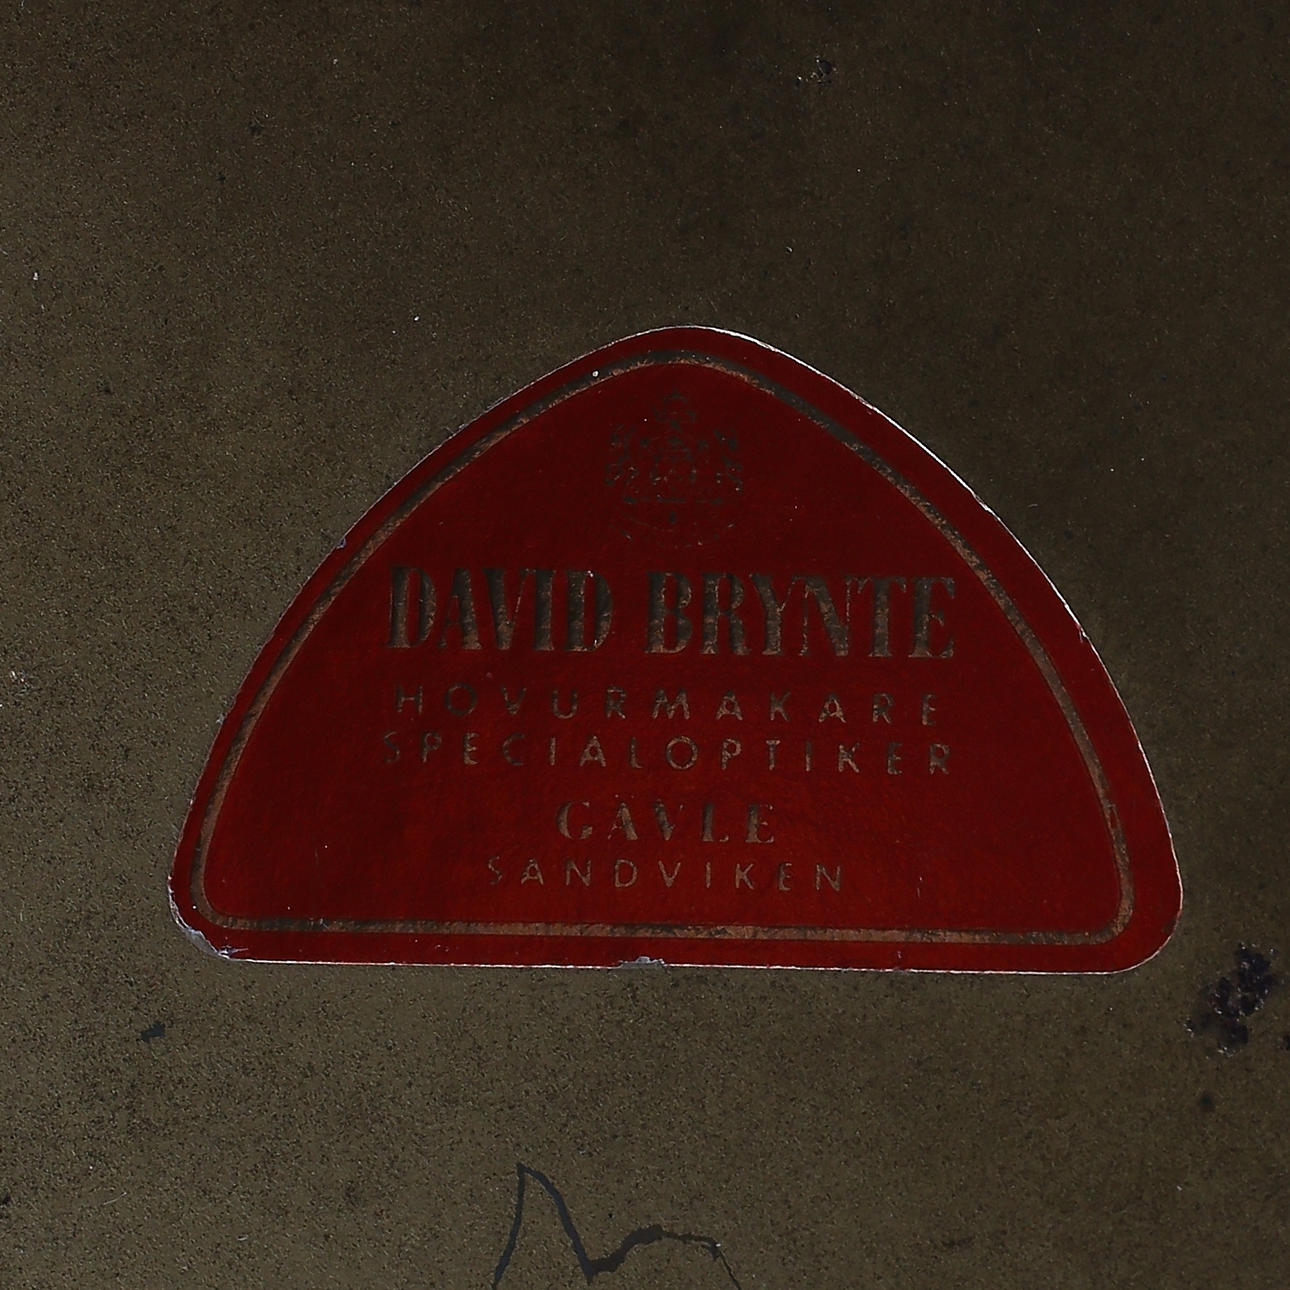 DAVID BRYNTE
HOVURMAKARE
SPECIALOPTIKER
GÄVLE
SANDVIKEN